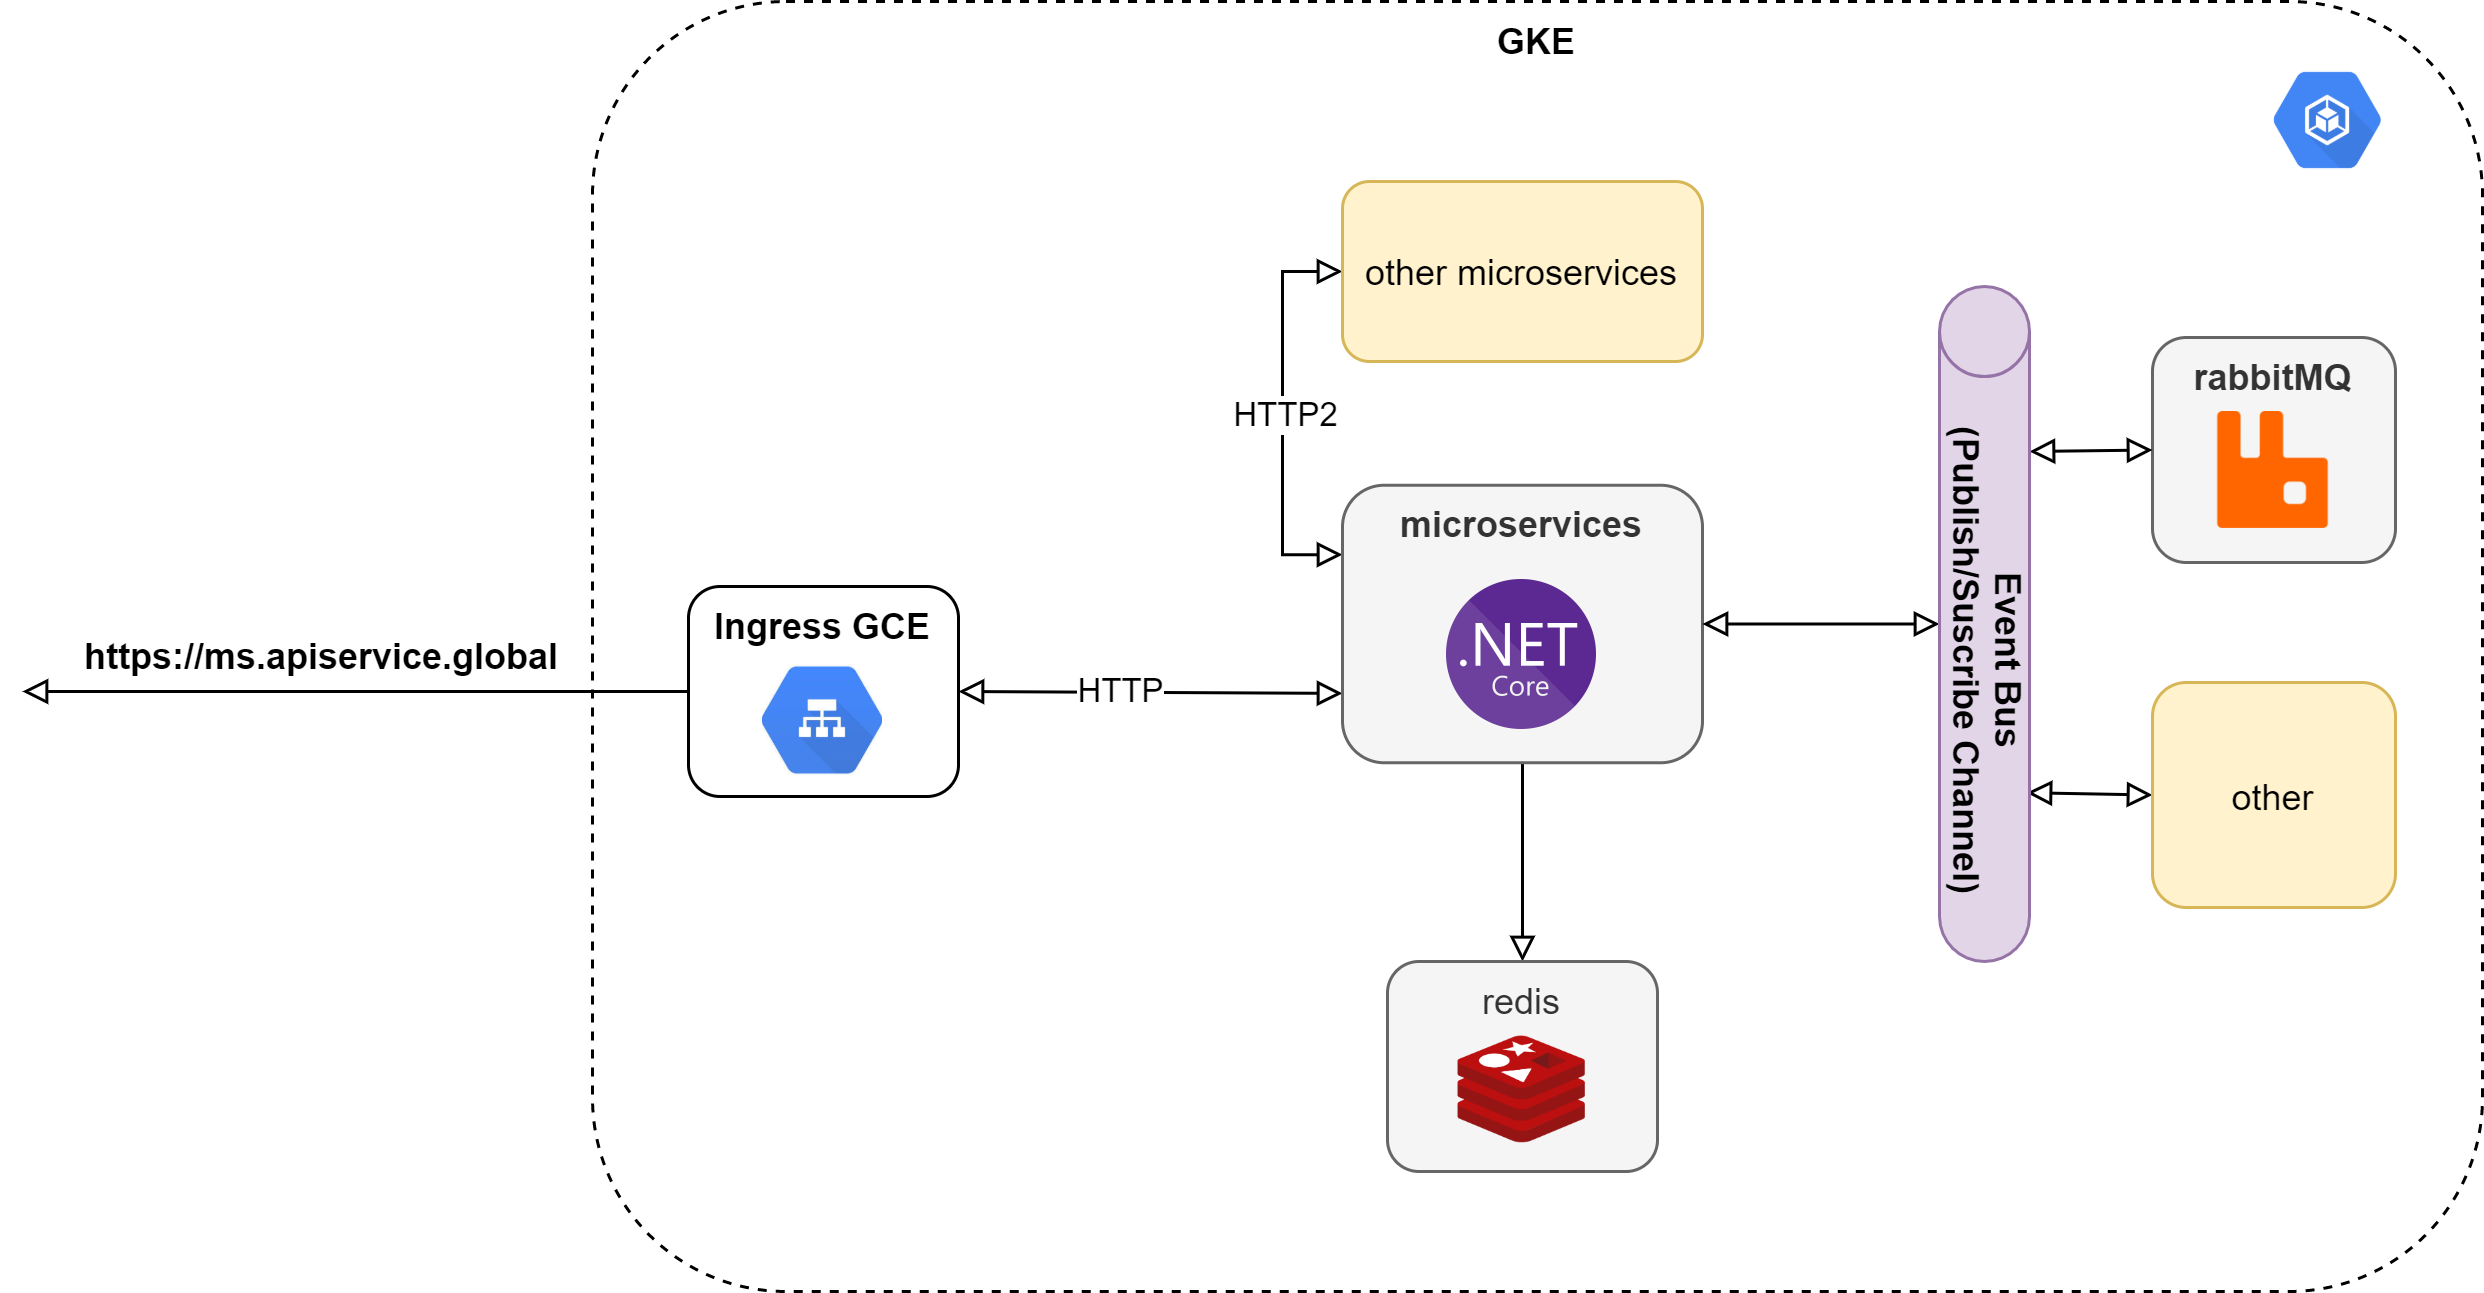 GKE
other microservices
HTTP2
rabbitMQ
microservices
.NET
Core
Event Bus
(Publish/Suscribe Channel)
Ingress GCE
https://ms.apiservice.global
HTTP
other
redis